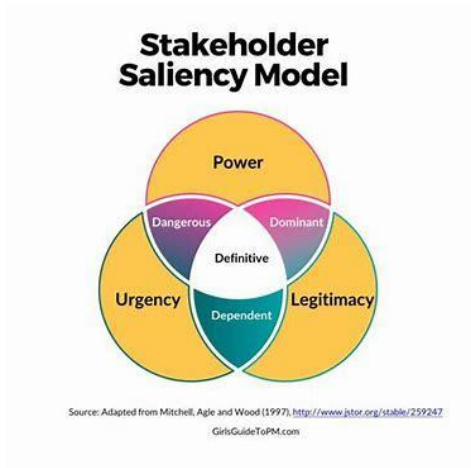 Stakeholder
Saliency Model
Power
Dangerous
Dominant
Definitive
Urgency
Legitimacy
Dependent
Source: Adapted from Mitchell, Agle and Wood (1997), http://www.jstor.org/stable/259247
GirlsGuideToPM.com